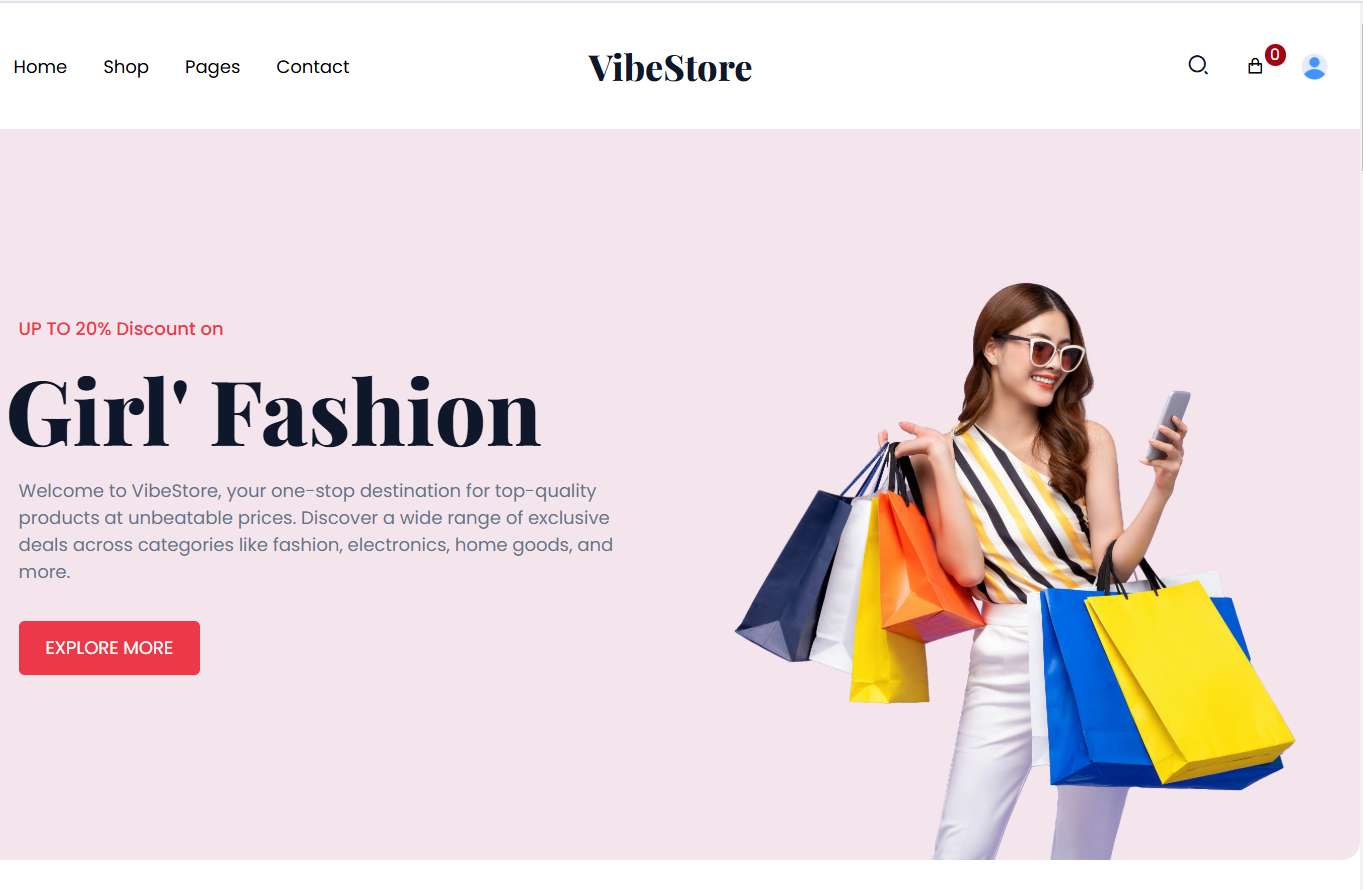 Home Shop Pages Contact VibeStore 0
UP TO 20% Discount on
Girl' Fashion
Welcome to VibeStore, your one-stop destination for top-quality
products at unbeatable prices. Discover a wide range of exclusive
deals across categories like fashion, electronics, home goods, and
more.
EXPLORE MORE